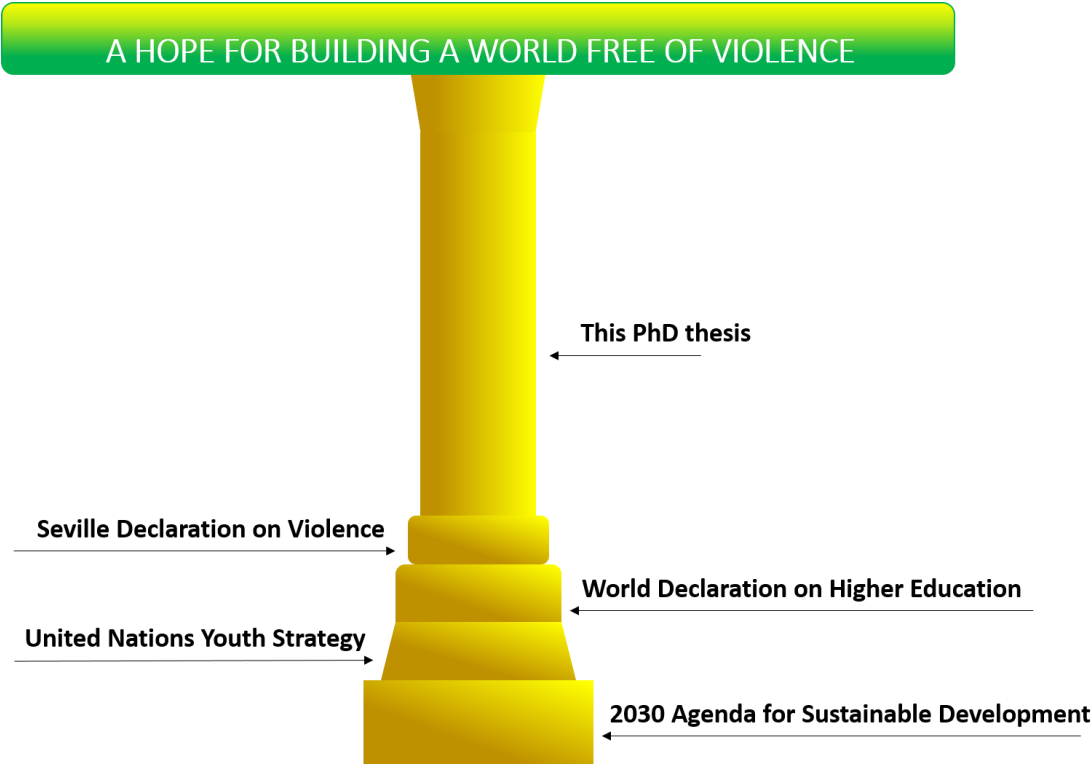 A HOPE FOR BUILDING A WORLD FREE OF VIOLENCE
This PhD thesis
Seville Declaration on Violence
World Declaration on Higher Education
United Nations Youth Strategy
2030 Agenda for Sustainable Development